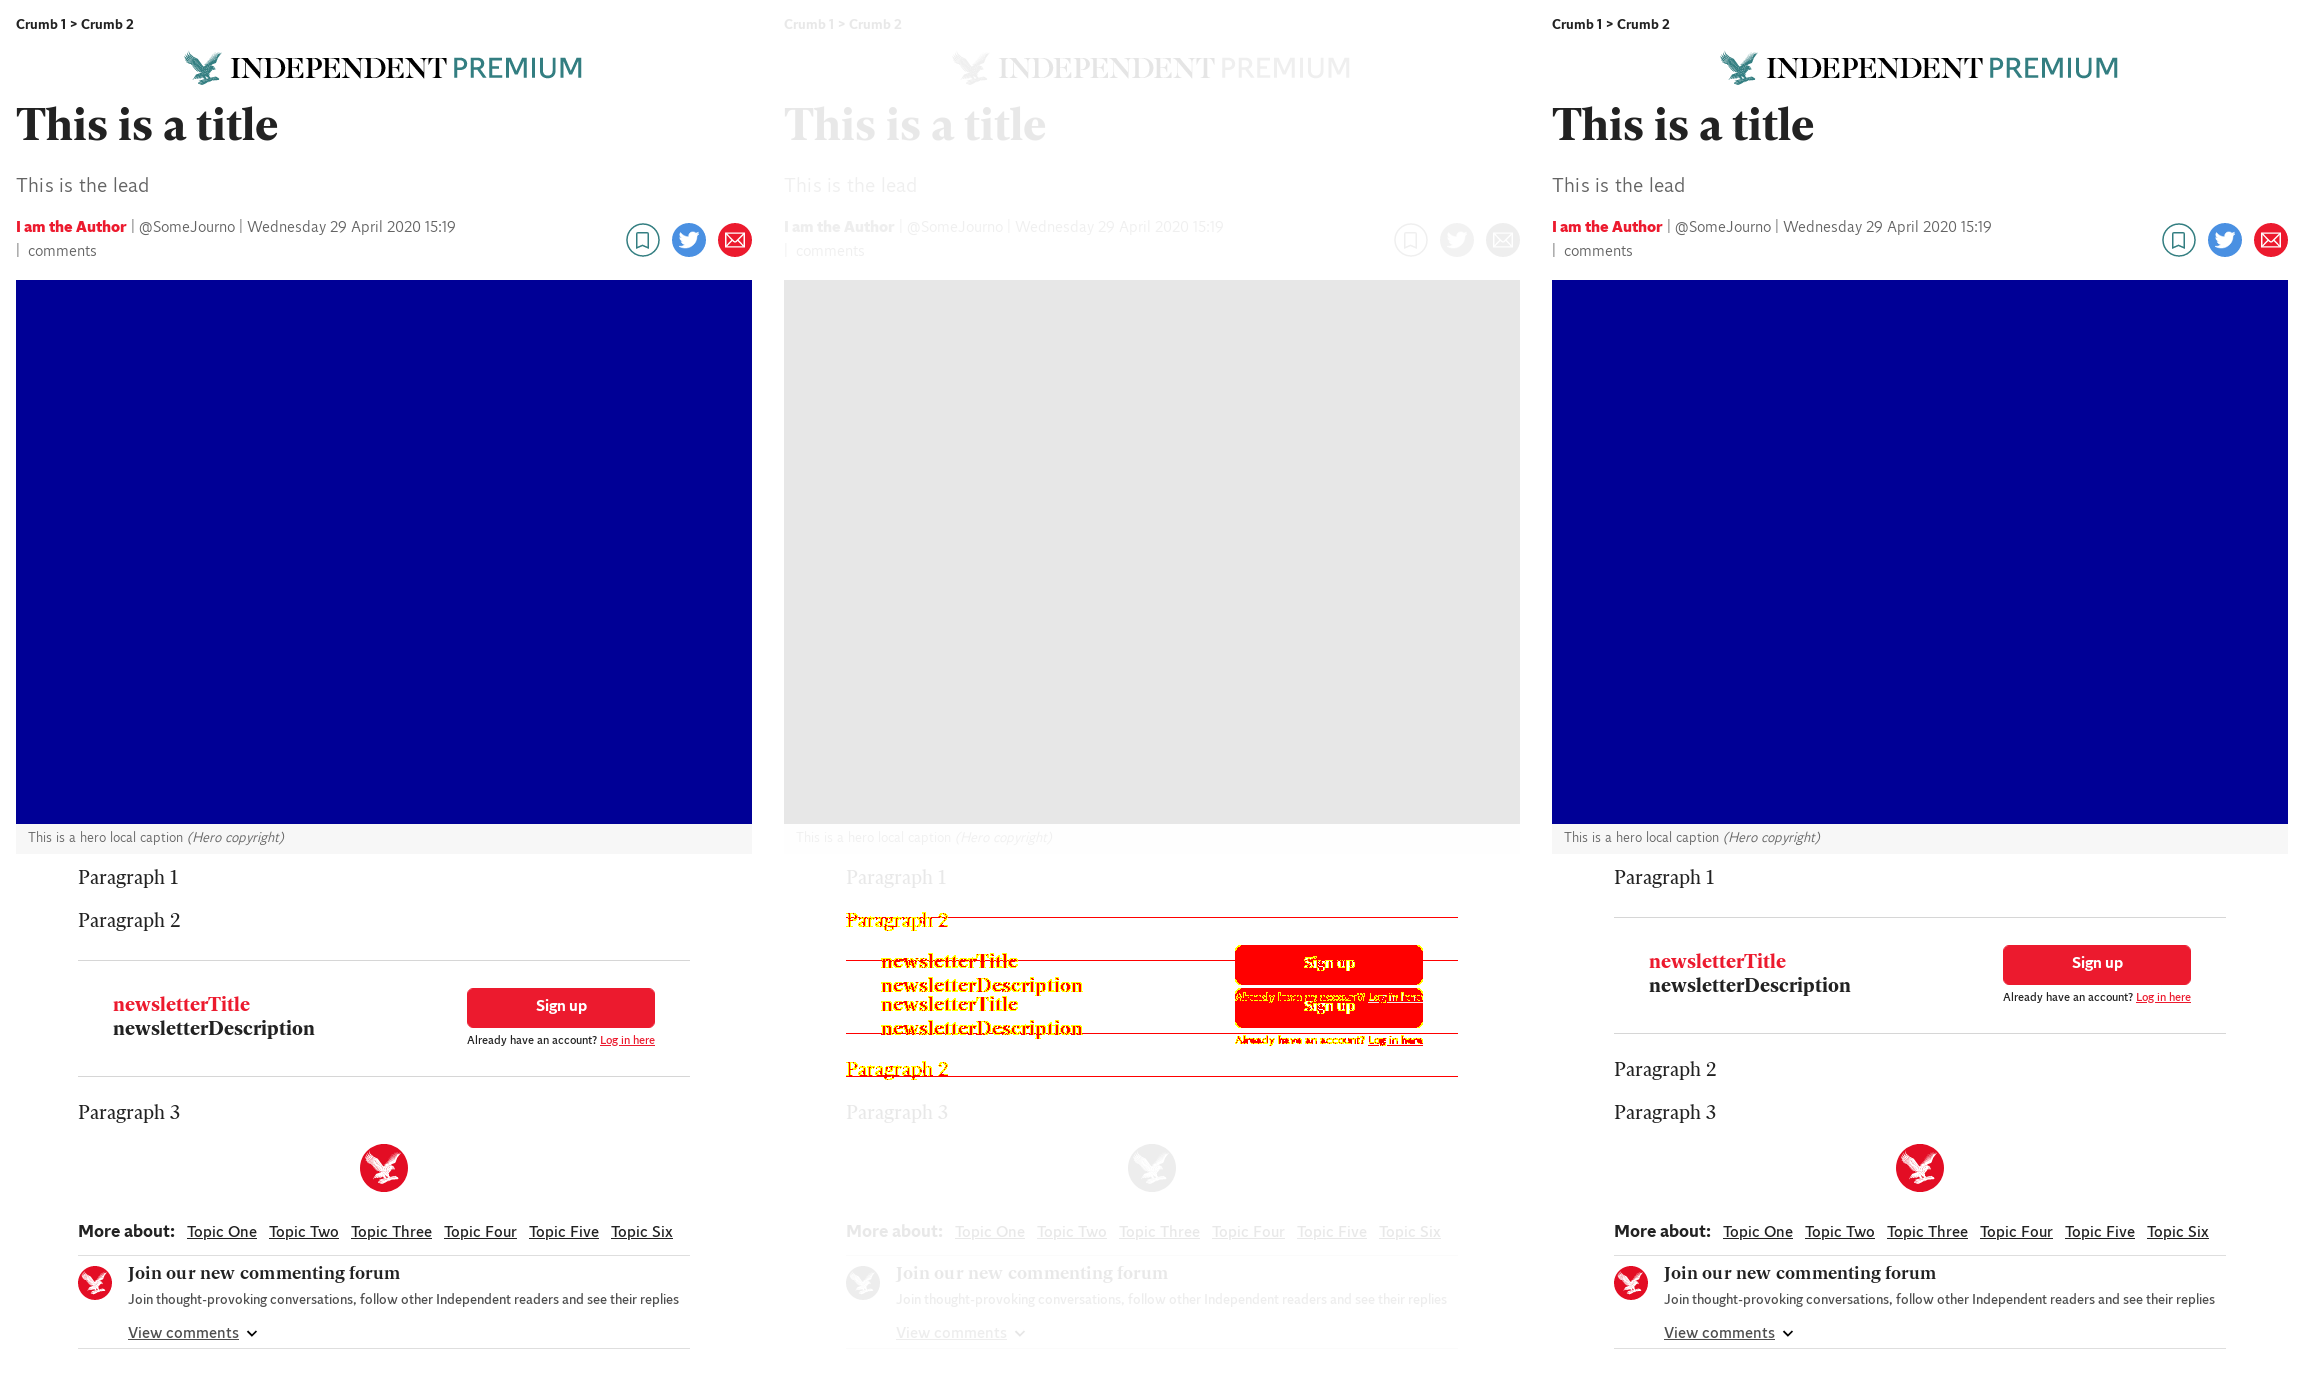 Crumb 1 > Crumb 2
INDEPENDENT PREMIUM
This is a title
This is the lead
I am the Author | @SomeJourno | Wednesday 29 April 2020 15:19
| comments
This is a hero local caption (Hero copyright)
Paragraph 1
Paragraph 2
newsletterTitle
newsletterDescription
Sign up
Already have an account? Log in here
Paragraph 3
More about: Topic One Topic Two Topic Three Topic Four Topic Five Topic Six
Join our new commenting forum
Join thought-provoking conversations, follow other Independent readers and see their replies
View comments
Crumb 1 > Crumb 2
INDEPENDENT PREMIUM
This is a title
This is the lead
I am the Author | @SomeJourno | Wednesday 29 April 2020 15:19
| comments
This is a hero local caption (Hero copyright)
Paragraph 1
Paragraph 2
newsletterTitle
newsletterDescription
Sign up
Already have an account? Log in here
newsletterTitle
newsletterDescription
Sign up
Already have an account? Log in here
Paragraph 2
Paragraph 3
More about: Topic One Topic Two Topic Three Topic Four Topic Five Topic Six
Join our new commenting forum
Join thought-provoking conversations, follow other Independent readers and see their replies
View comments
Crumb 1 > Crumb 2
INDEPENDENT PREMIUM
This is a title
This is the lead
I am the Author | @SomeJourno | Wednesday 29 April 2020 15:19
| comments
This is a hero local caption (Hero copyright)
Paragraph 1
newsletterTitle
newsletterDescription
Sign up
Already have an account? Log in here
Paragraph 2
Paragraph 3
More about: Topic One Topic Two Topic Three Topic Four Topic Five Topic Six
Join our new commenting forum
Join thought-provoking conversations, follow other Independent readers and see their replies
View comments